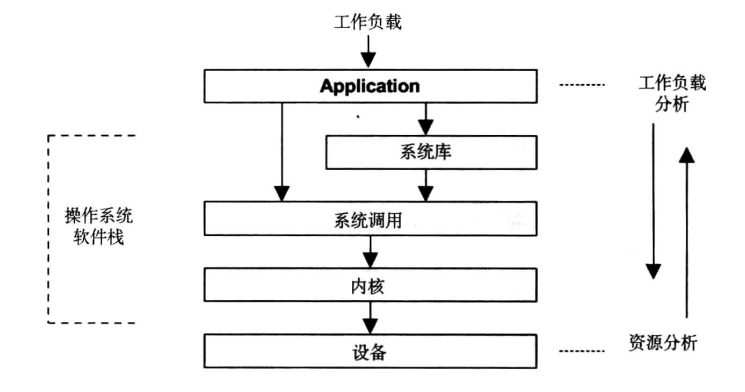 工作负载
Application
工作负载
分析
系统库
操作系统
软件栈
系统调用
内核
设备
资源分析